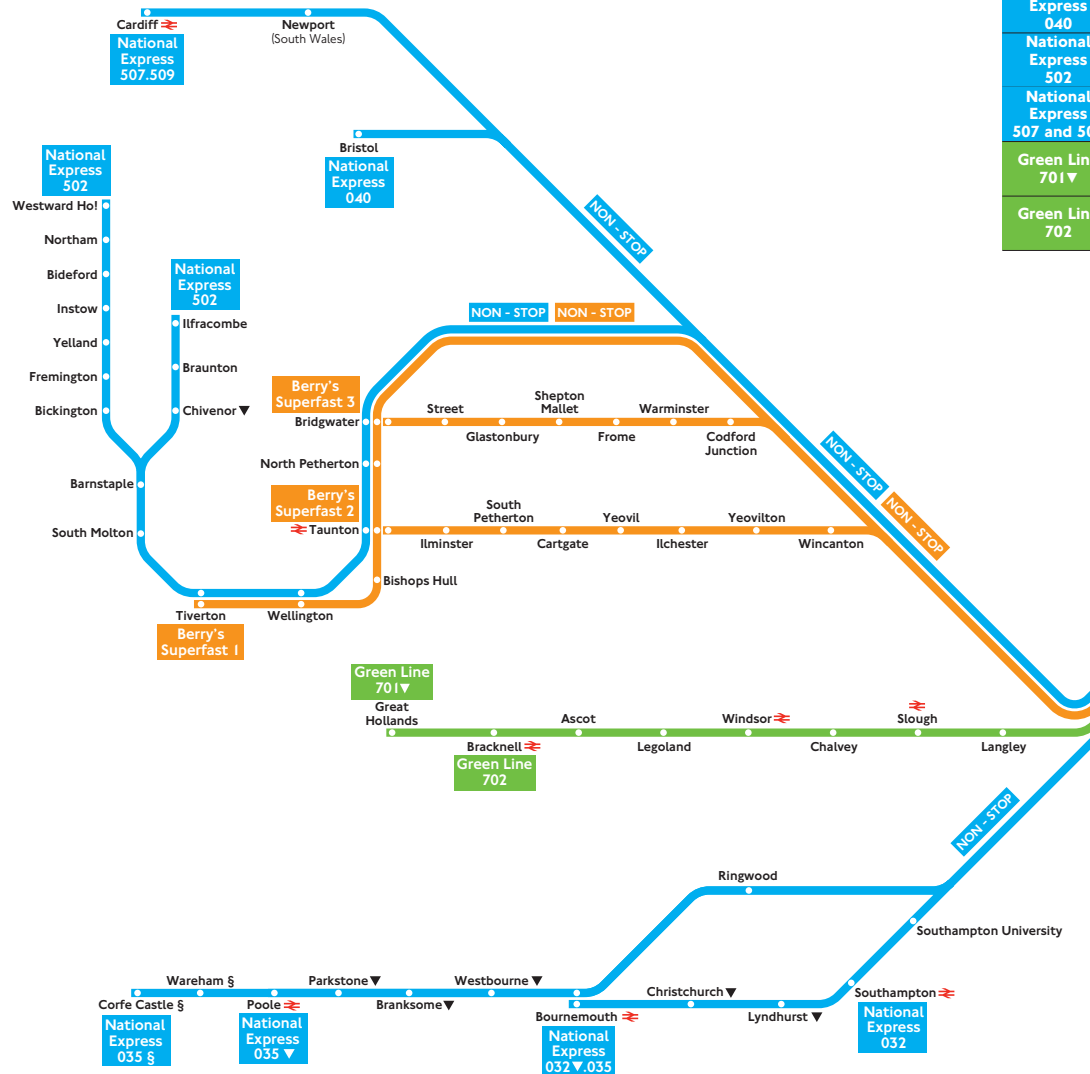 Cardiff
National
Express
507.509
Newport
(South Wales)
Express
040
National
Express
502
National
Express
507 and 50
Green Lin
701▼
Green Lin
702
Bristol
National
Express
040
NON - STOP
National
Express
502
Westward Ho!
Northam
Bideford
Instow
Yelland
Fremington
Bickington
National
Express
502
Ilfracombe
Braunton
Chivenor ▼
Barnstaple
South Molton
NON - STOP
NON - STOP
Berry's
Superfast 3
Bridgwater
Street
Glastonbury
Shepton
Mallet
Frome
Warminster
Codford
Junction
North Petherton
Berry's
Superfast 2
Taunton
Ilminster
South
Petherton
Cartgate
Yeovil
Ilchester
Yeovilton
Wincanton
NON - STOP
NON - STOP
Bishops Hull
Tiverton
Wellington
Berry's
Superfast 1
Green Line
701▼
Great
Hollands
Bracknell
Green Line
702
Ascot
Legoland
Windsor
Chalvey
Slough
Langley
NON - STOP
Ringwood
Southampton University
Southampton
National
Express
032
Wareham §
Corfe Castle §
National
Express
035 §
Poole
National
Express
035 ▼
Parkstone ▼
Branksome▼
Westbourne ▼
Bournemouth
National
Express
032▼.035
Christchurch ▼
Lyndhurst ▼